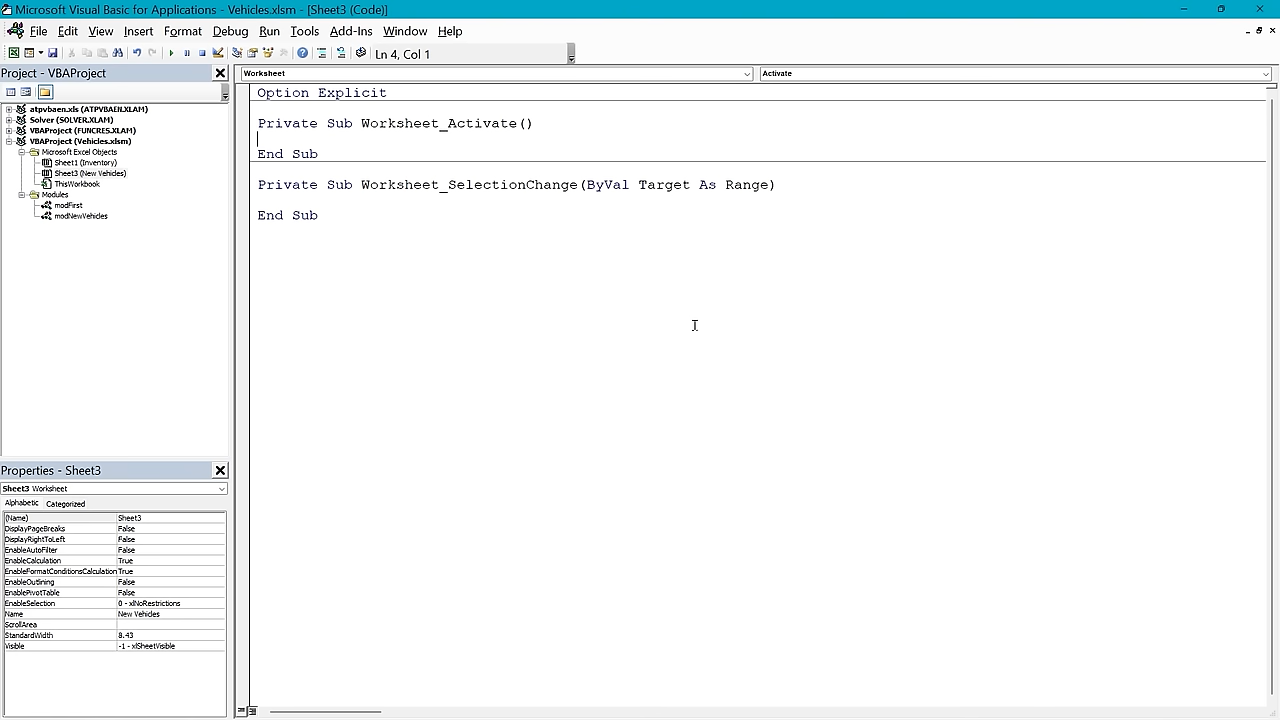 Microsoft Visual Basic for Applications - Vehicles.xlsm - [Sheet3 (Code)]
File Edit View Insert Format Debug Run Tools Add-Ins Window Help
Ln 4, Col 1
Project - VBAProject
atpvbaen.xls (ATPVBAEN.XLAM)
Solver (SOLVER.XLAM)
VBAProject (FUNCRES.XLAM)
VBAProject (Vehicles.xlsm)
Microsoft Excel Objects
Sheet1 (Inventory)
Sheet3 (New Vehicles)
ThisWorkbook
Modules
modFirst
modNewVehicles
Worksheet
Activate
Option Explicit
Private Sub Worksheet_Activate()
End Sub
Private Sub Worksheet_SelectionChange(ByVal Target As Range)
End Sub
Properties - Sheet3
Sheet3 Worksheet
Alphabetic Categorized
(Name) Sheet3
DisplayPageBreaks False
DisplayRightToLeft False
EnableAutoFilter False
EnableCalculation True
EnableFormatConditionsCalculation True
EnableOutlining False
EnablePivotTable False
EnableSelection 0 - xlNoRestrictions
Name New Vehicles
ScrollArea
StandardWidth 8.43
Visible -1 - xlSheetVisible